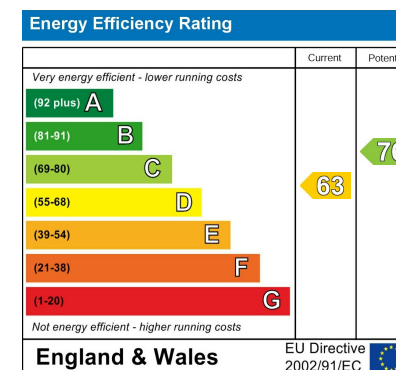 Energy Efficiency Rating
Current
Very energy efficient - lower running costs
(92 plus) A
(81-91) B
(69-80) C
(55-68) D
(39-54) E
(21-38) F
(1-20) G
63
Not energy efficient - higher running costs
England & Wales
EU Directive
2002/91/EC